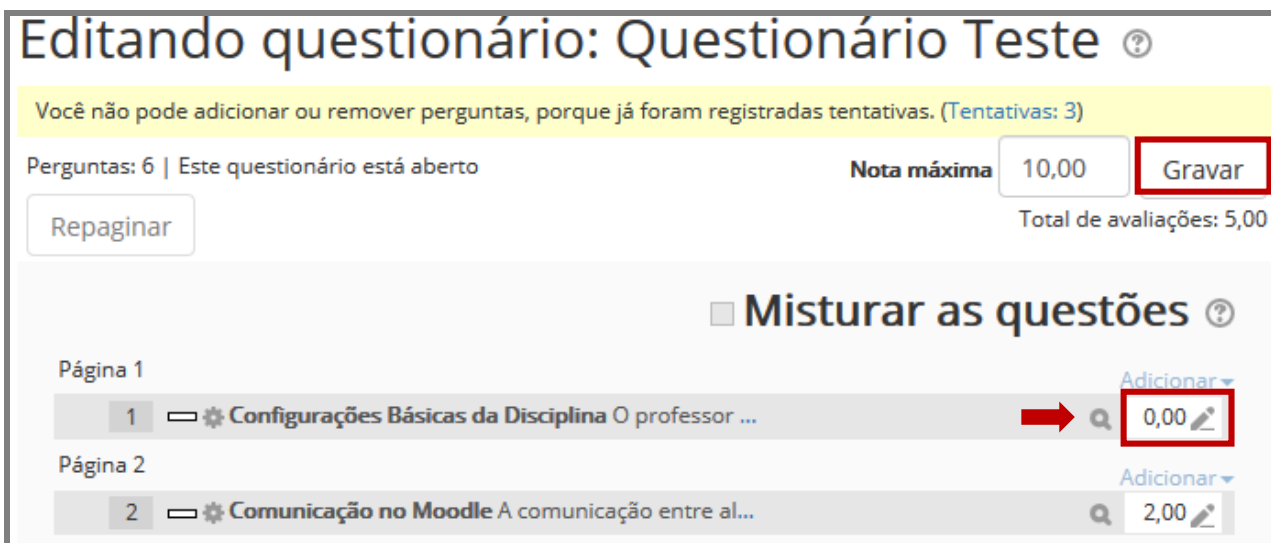 Editando questionário: Questionário Teste
Você não pode adicionar ou remover perguntas, porque já foram registradas tentativas. (Tentativas: 3)
Perguntas: 6 | Este questionário está aberto Nota máxima 10,00 Gravar
Repaginar Total de avaliações: 5,00
Misturar as questões
Página 1
Adicionar
1 Configurações Básicas da Disciplina O professor ... 0,00
Página 2
Adicionar
2 Comunicação no Moodle A comunicação entre al... 2,00